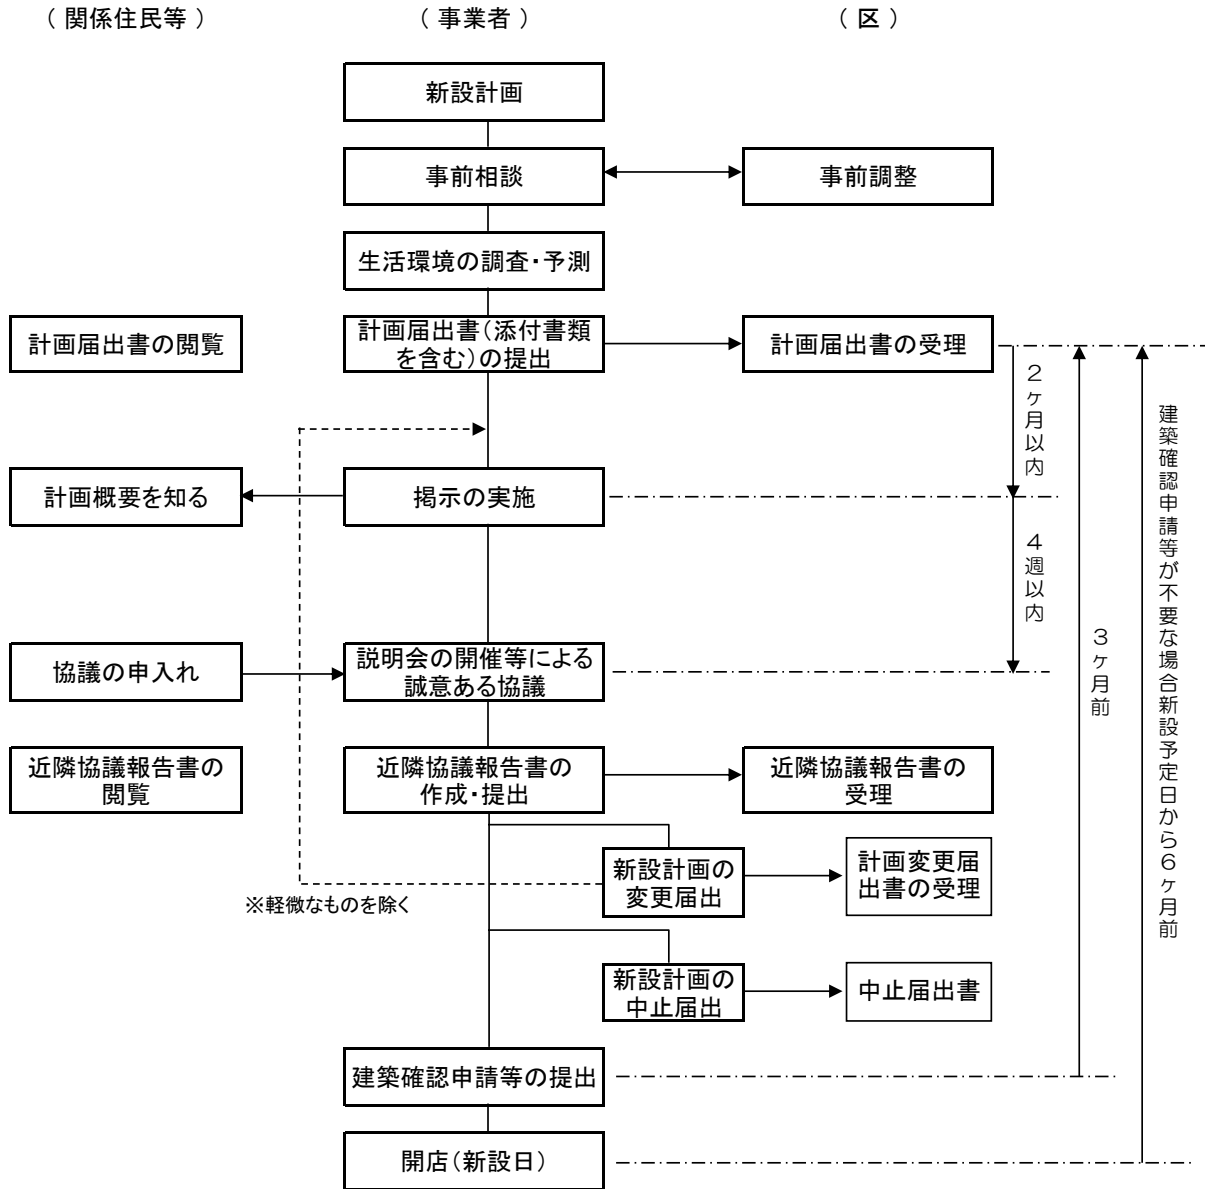 （ 関係住民等 ）
（ 事業者 ）
（ 区 ）
新設計画
事前相談
事前調整
生活環境の調査・予測
計画届出書の閲覧
計画届出書（添付書類
を含む）の提出
計画届出書の受理
2ヶ月以内
計画概要を知る
掲示の実施
4週以内
協議の申入れ
説明会の開催等による
誠意ある協議
3ヶ月前
建築確認申請等が不要な場合新設予定日から6ヶ月前
近隣協議報告書の
閲覧
近隣協議報告書の
作成・提出
近隣協議報告書の
受理
新設計画の
変更届出
計画変更届
出書の受理
※軽微なものを除く
新設計画の
中止届出
中止届出書
建築確認申請等の提出
開店（新設日）